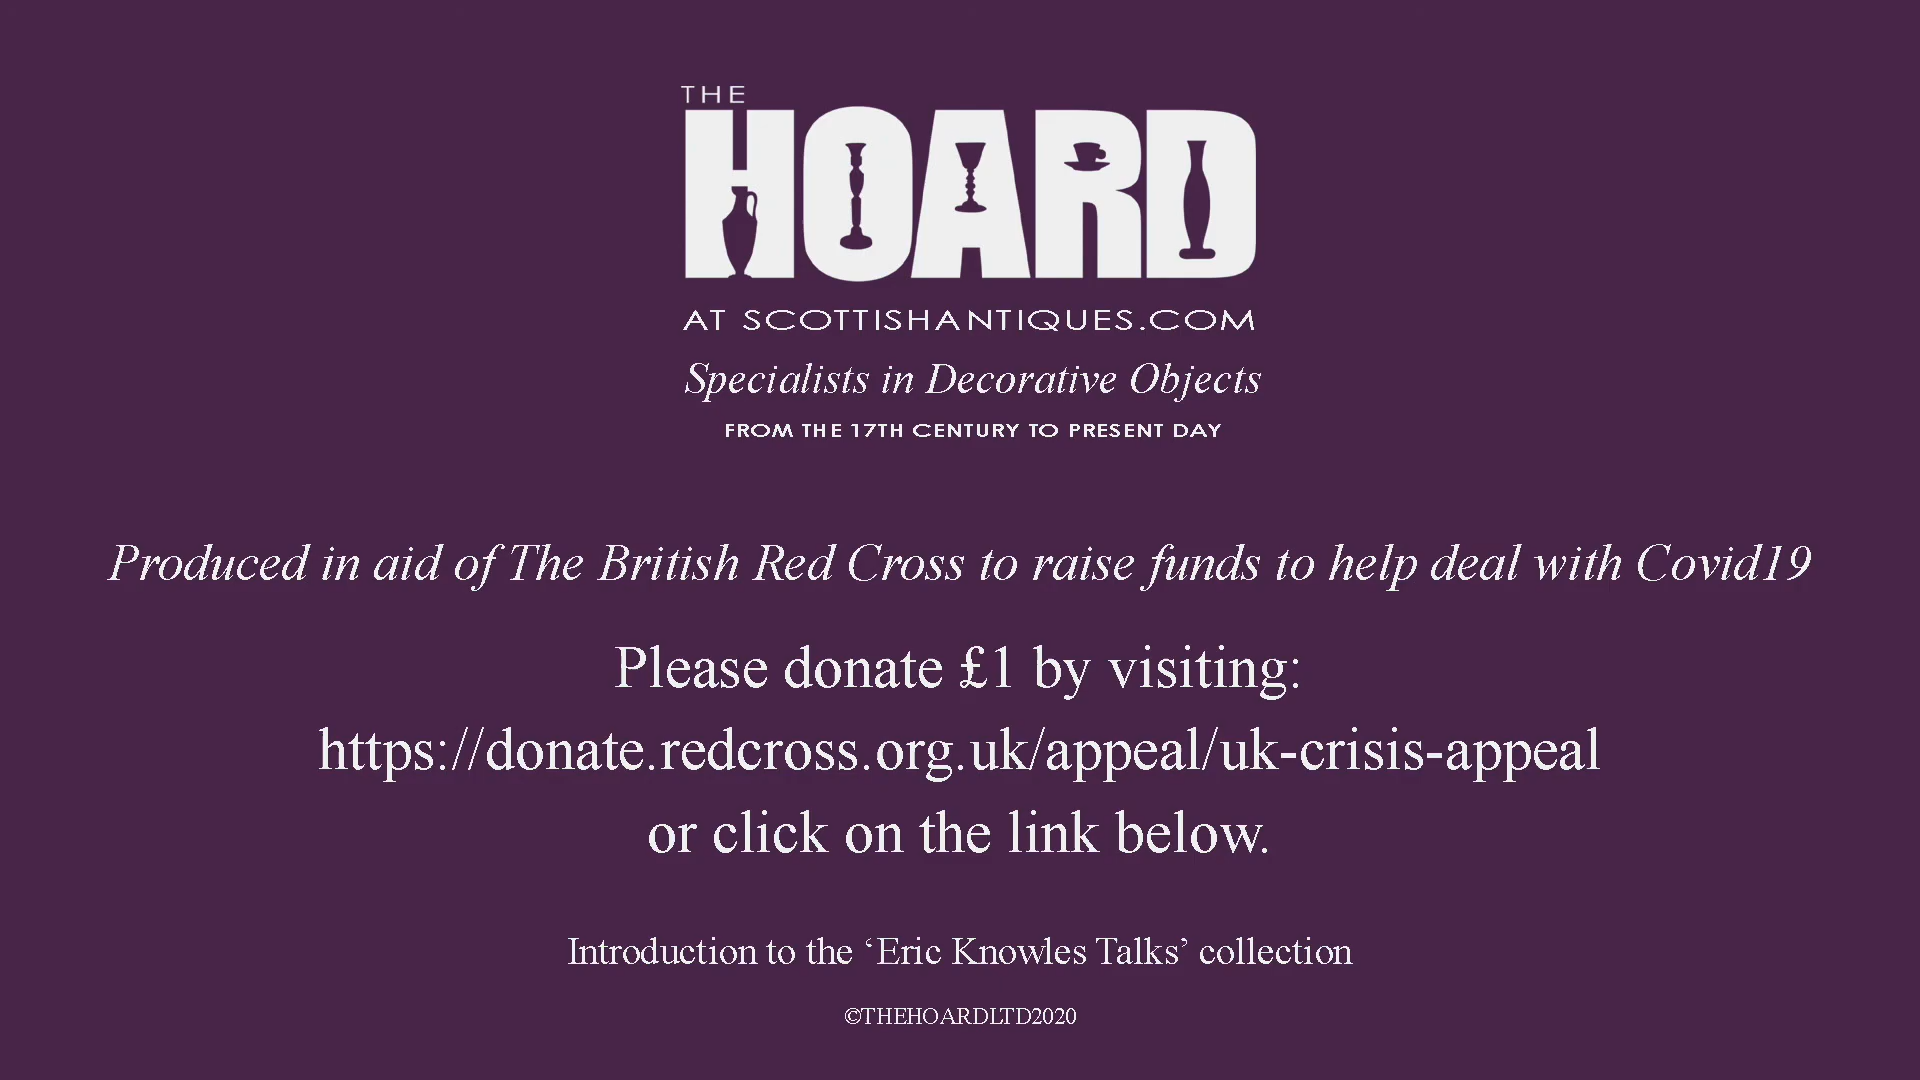 THE
HOARD
AT SCOTTISHANTIQUES.COM
Specialists in Decorative Objects
FROM THE 17TH CENTURY TO PRESENT DAY
Produced in aid of The British Red Cross to raise funds to help deal with Covid19
Please donate £1 by visiting:
https://donate.redcross.org.uk/appeal/uk-crisis-appeal
or click on the link below.
Introduction to the ‘Eric Knowles Talks’ collection
©THEHOARDLTD2020